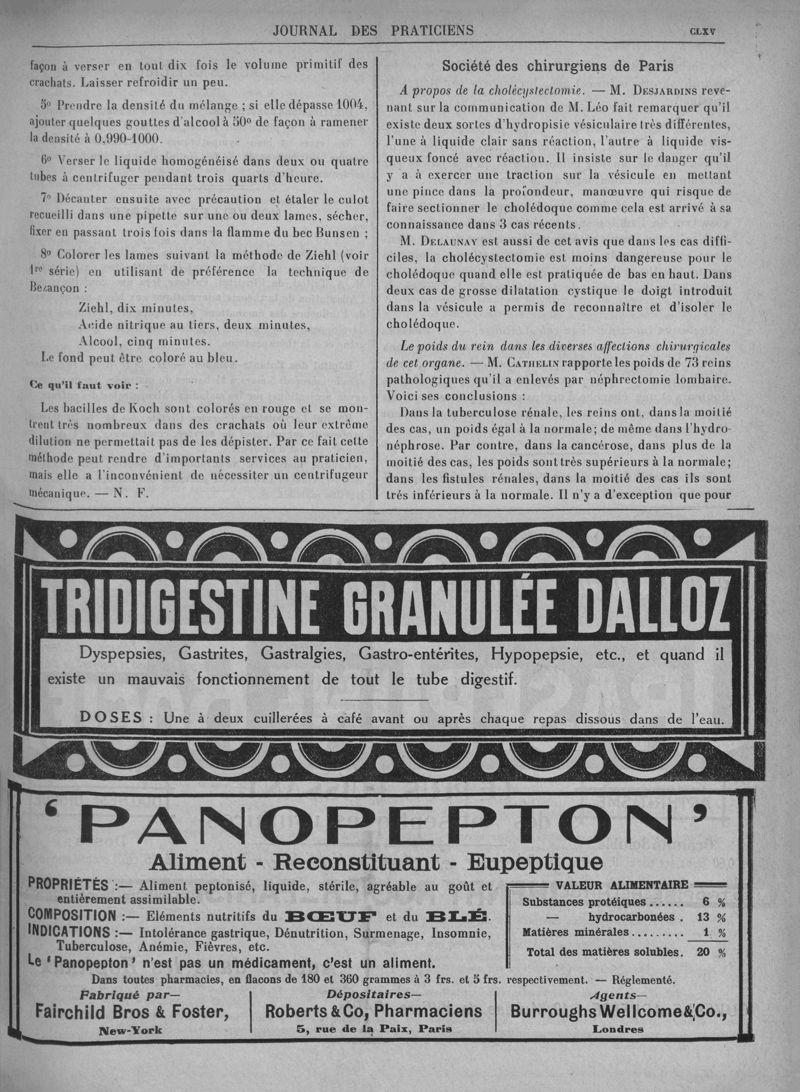 JOURNAL DES PRATICIENS
CLXV
façon à verser en tout dix fois le volume primitif des
crachats. Laisser refroidir un peu.
5º Prendre la densité du mélange ; si elle dépasse 1004,
ajouter quelques gouttes d'alcool à 50º de façon à ramener
la densité à 0.990-1000.
6º Verser le liquide homogénéisé dans deux ou quatre
tubes à centrifuger pendant trois quarts d'heure.
7º Décanter ensuite avec précaution et étaler le culot
recueilli dans une pipette sur une ou deux lames, sécher,
fixer en passant trois fois dans la flamme du bec Bunsen ;
8º Colorer les lames suivant la méthode de Ziehl (voir
1re série) en utilisant de préférence la technique de
Bezançon :
Ziehl, dix minutes,
Acide nitrique au tiers, deux minutes,
Alcool, cinq minutes.
Le fond peut être coloré au bleu.
Ce qu'il faut voir :
Les bacilles de Koch sont colorés en rouge et se mon-
trent très nombreux dans des crachats où leur extrême
dilution ne permettait pas de les dépister. Par ce fait cette
méthode peut rendre d'importants services au praticien,
mais elle a l'inconvénient de nécessiter un centrifugeur
mécanique. — N. F.
Société des chirurgiens de Paris
A propos de la cholécystectomie. — M. DESJARDINS reve-
nant sur la communication de M. Léo fait remarquer qu'il
existe deux sortes d'hydropisie vésiculaire très différentes,
l'une à liquide clair sans réaction, l'autre à liquide vis-
queux foncé avec réaction. Il insiste sur le danger qu'il
y a à exercer une traction sur la vésicule en mettant
une pince dans la profondeur, manœuvre qui risque de
faire sectionner le cholédoque comme cela est arrivé à sa
connaissance dans 3 cas récents.
M. DELAUNAY est aussi de cet avis que dans les cas diffi-
ciles, la cholécystectomie est moins dangereuse pour le
cholédoque quand elle est pratiquée de bas en haut. Dans
deux cas de grosse dilatation cystique le doigt introduit
dans la vésicule a permis de reconnaître et d'isoler le
cholédoque.
Le poids du rein dans les diverses affections chirurgicales
de cet organe. — M. CATHELIN rapporte les poids de 73 reins
pathologiques qu'il a enlevés par néphrectomie lombaire.
Voici ses conclusions :
Dans la tuberculose rénale, les reins ont, dans la moitié
des cas, un poids égal à la normale; de même dans l'hydro-
néphrose. Par contre, dans la cancérose, dans plus de la
moitié des cas, les poids sont très supérieurs à la normale;
dans les fistules rénales, dans la moitié des cas ils sont
trés inférieurs à la normale. Il n'y a d'exception que pour
TRIDIGESTINE GRANULÉE DALLOZ
Dyspepsies, Gastrites, Gastralgies, Gastro-entérites, Hypopepsie, etc., et quand il
existe un mauvais fonctionnement de tout le tube digestif.
DOSES : Une à deux cuillerées à café avant ou après chaque repas dissous dans de l'eau.
'PANOPEPTON'
Aliment - Reconstituant - Eupeptique
PROPRIÉTÉS :— Aliment peptonisé, liquide, stérile, agréable au goût et
entièrement assimilable.
COMPOSITION :— Eléments nutritifs du BŒUF et du BLÉ.
INDICATIONS :— Intolérance gastrique, Dénutrition, Surmenage, Insomnie,
Tuberculose, Anémie, Fièvres, etc.
Le 'Panopepton' n'est pas un médicament, c'est un aliment.
VALEUR ALIMENTAIRE
Substances protéiques ...... 6 %
— hydrocarbonées . 13 %
Matières minérales ......... 1 %
Total des matières solubles. 20 %
Dans toutes pharmacies, en flacons de 180 et 360 grammes à 3 frs. et 5 frs. respectivement. — Réglementé.
Fabriqué par—
Fairchild Bros & Foster,
New-York
Dépositaires—
Roberts & Co, Pharmaciens
5, rue de la Paix, Paris
Agents—
Burroughs Wellcome & Co.,
Londres